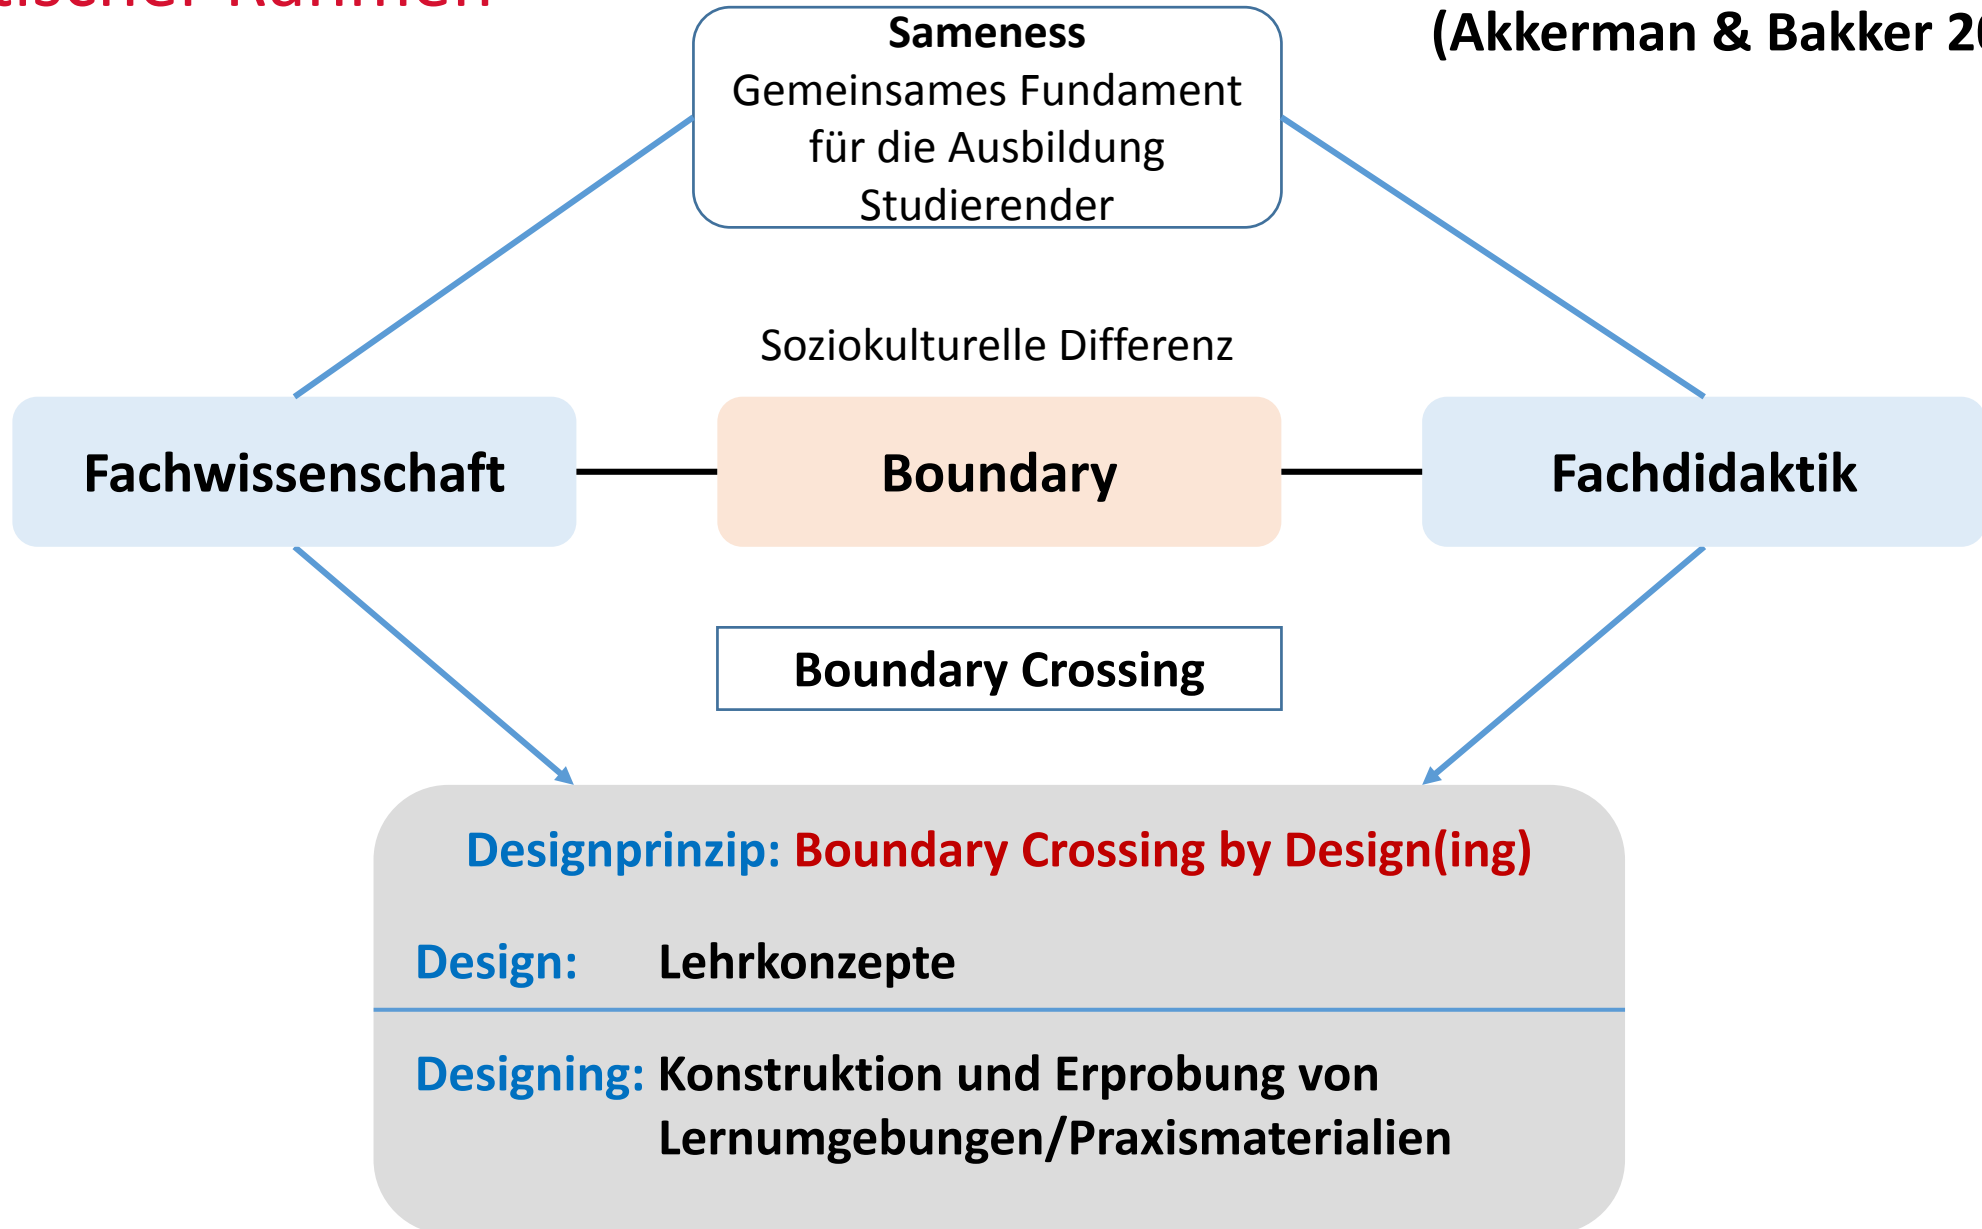 Rahmen
(Akkerman & Bakker
Sameness
Gemeinsames Fundament
für die Ausbildung
Studierender
Soziokulturelle Differenz
Fachwissenschaft
Boundary
Fachdidaktik
Boundary Crossing
Designprinzip: Boundary Crossing by Design(ing)
Design: Lehrkonzepte
Designing: Konstruktion und Erprobung von
Lernumgebungen/Praxismaterialien